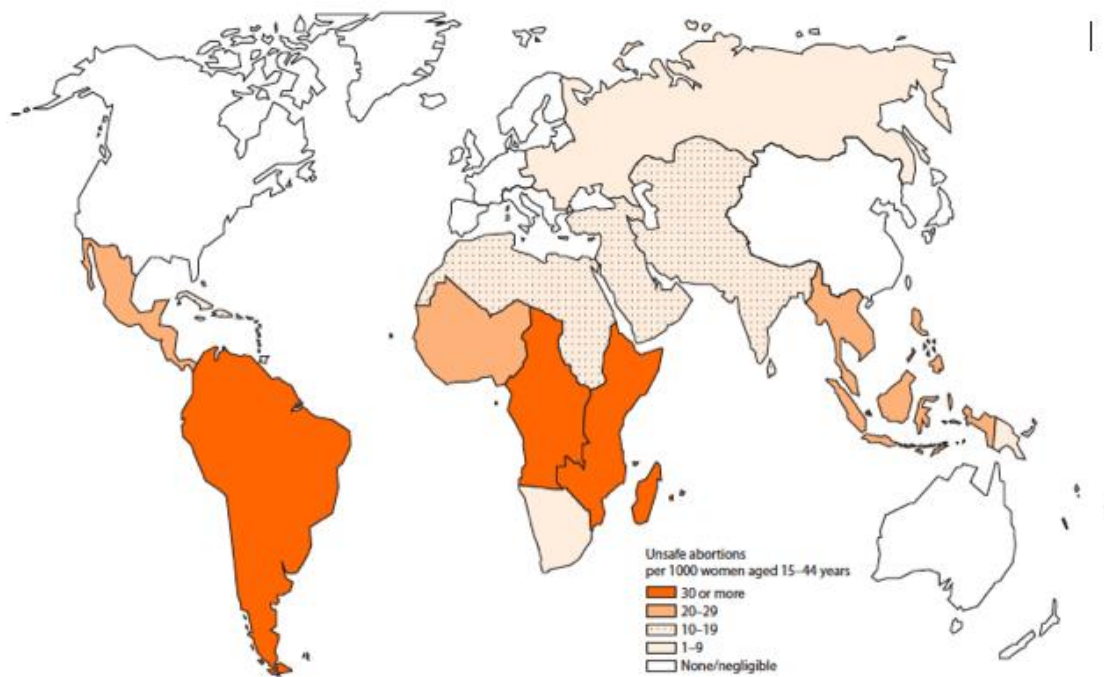 Unsafe abortions
per 1000 women aged 15–44 years
30 or more
20–29
10–19
1–9
None/negligible